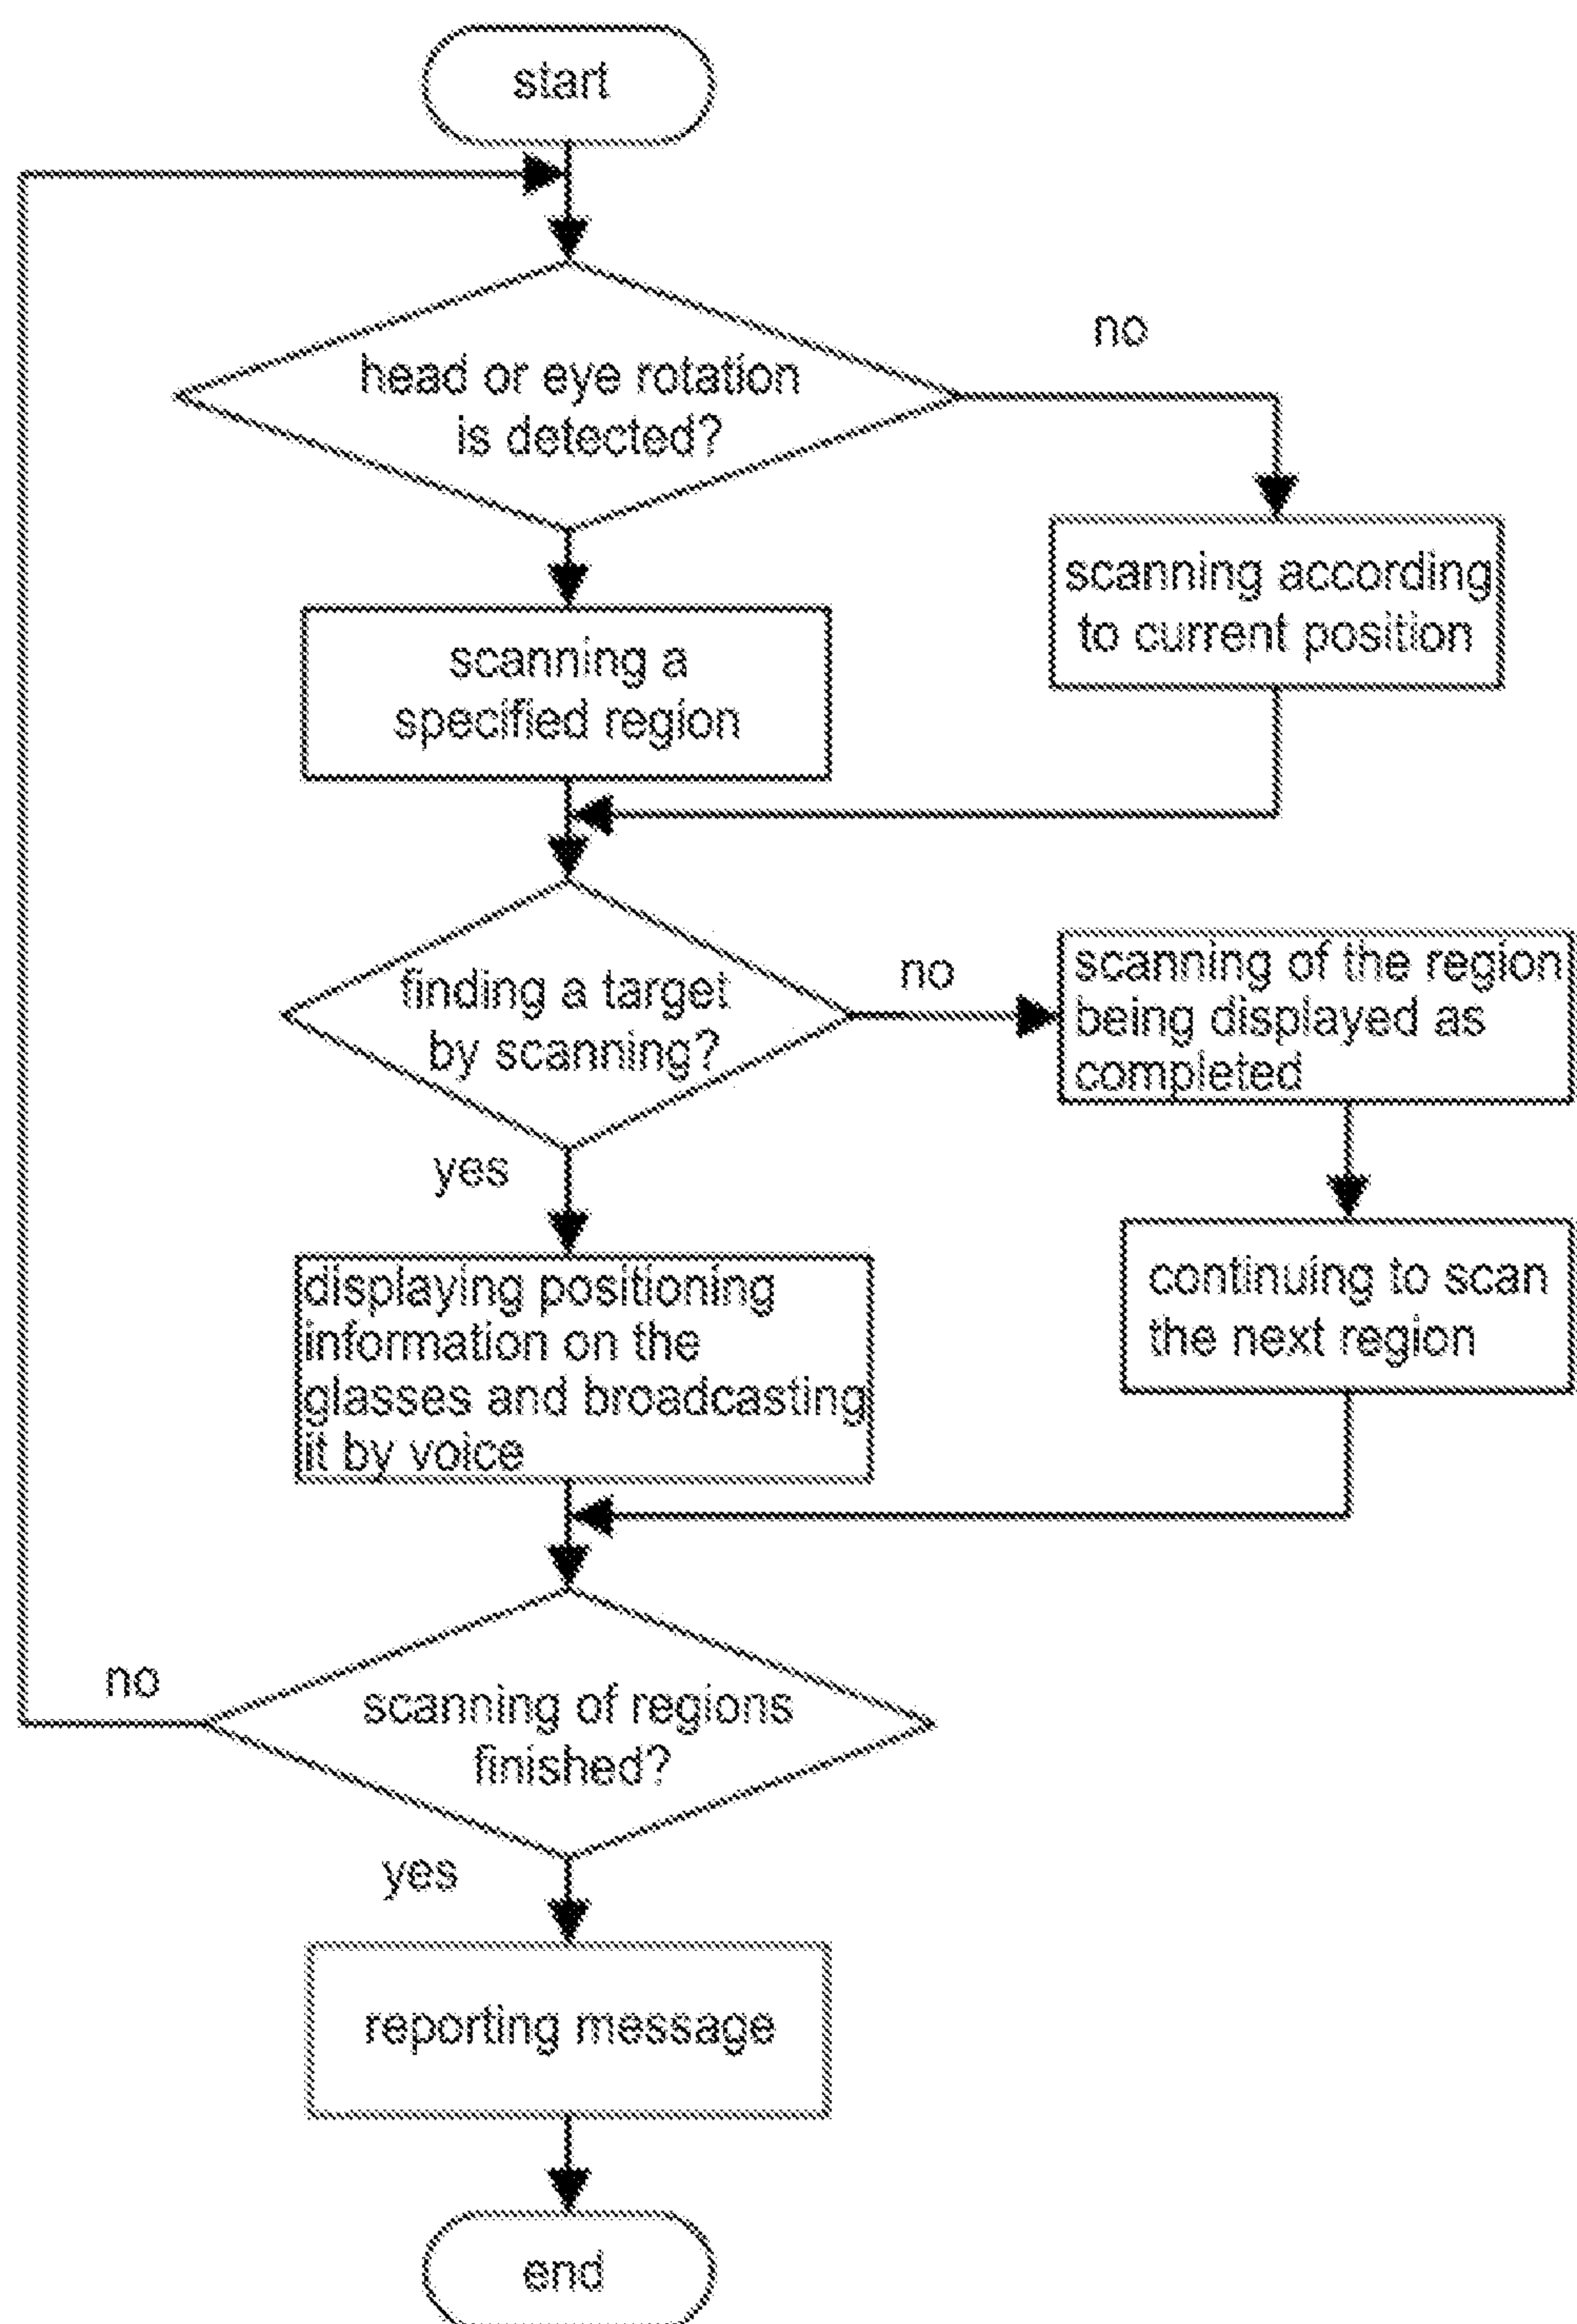 start
no
head or eye rotation
is detected?
scanning according
to current position
scanning a
specified region
no
finding a target
by scanning?
scanning of the region
being displayed as
completed
yes
displaying positioning
information on the
glasses and broadcasting
it by voice
continuing to scan
the next region
no
scanning of regions
finished?
yes
reporting message
end